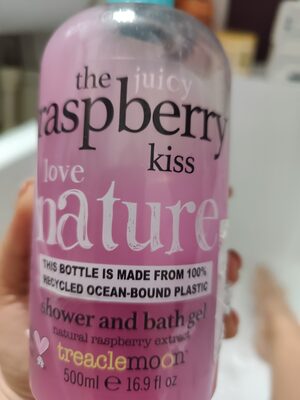 the juicy
raspberry
kiss
love
nature
THIS BOTTLE IS MADE FROM 100%
RECYCLED OCEAN-BOUND PLASTIC
shower and bath gel
natural raspberry extract
treaclemoon
500ml e 16.9 fl oz